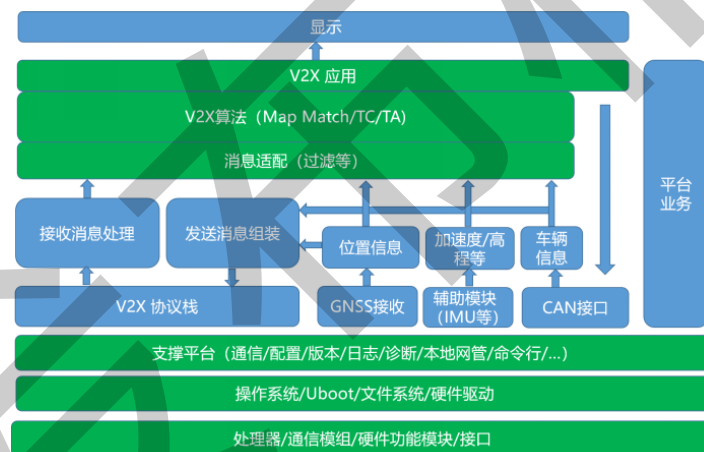 显示
V2X 应用
V2X算法（Map Match/TC/TA)
消息适配（过滤等）
平台
业务
接收消息处理
发送消息组装
位置信息
加速度/高
程等
车辆
信息
V2X 协议栈
GNSS接收
辅助模块
（IMU等）
CAN接口
支撑平台（通信/配置/版本/日志/诊断/本地网管/命令行/...）
操作系统/Uboot/文件系统/硬件驱动
处理器/通信模组/硬件功能模块/接口